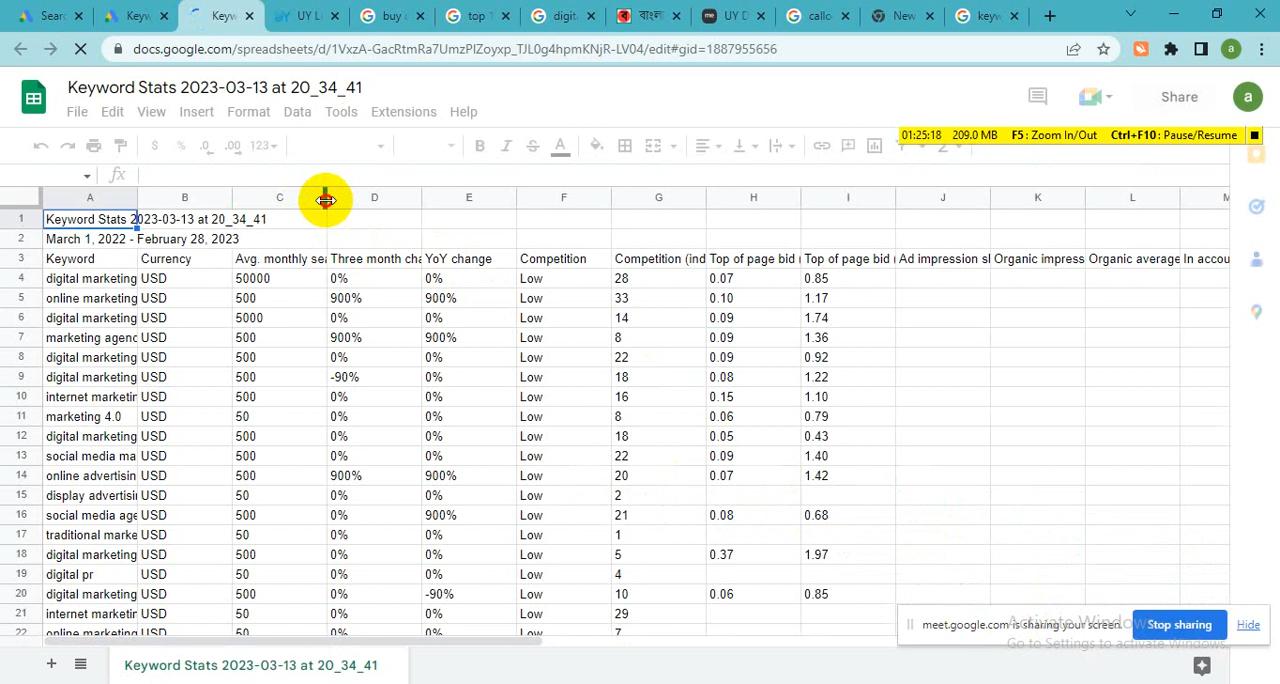 Searc
Keyw
Keyw
UY L
buy a
top 1
digit
বাংলা
UY D
callo
New
keyw
docs.google.com/spreadsheets/d/1VxzA-GacRtmRa7UmzPIZoyxp_TJL0g4hpmKNjR-LV04/edit#gid=1887955656
a
Keyword Stats 2023-03-13 at 20_34_41
File Edit View Insert Format Data Tools Extensions Help
Share
a
01:25:18 209.0 MB F5: Zoom In/Out Ctrl+F10: Pause/Resume
$ % .0 .00 123 B I S A
fx
A B C D E F G H I J K L M
1 Keyword Stats 2023-03-13 at 20_34_41
2 March 1, 2022 - February 28, 2023
3 Keyword Currency Avg. monthly sea Three month cha YoY change Competition Competition (ind Top of page bid ( Top of page bid ( Ad impression sh Organic impress Organic average In accou
4 digital marketing USD 50000 0% 0% Low 28 0.07 0.85
5 online marketing USD 500 900% 900% Low 33 0.10 1.17
6 digital marketing USD 5000 0% 0% Low 14 0.09 1.74
7 marketing agenc USD 500 900% 900% Low 8 0.09 1.36
8 digital marketing USD 500 0% 0% Low 22 0.09 0.92
9 digital marketing USD 500 -90% 0% Low 18 0.08 1.22
10 internet marketin USD 500 0% 0% Low 16 0.15 1.10
11 marketing 4.0 USD 50 0% 0% Low 8 0.06 0.79
12 digital marketing USD 500 0% 0% Low 18 0.05 0.43
13 social media ma USD 500 0% 0% Low 22 0.09 1.40
14 online advertisin USD 500 900% 900% Low 20 0.07 1.42
15 display advertisi USD 50 0% 0% Low 2
16 social media age USD 500 0% 900% Low 21 0.08 0.68
17 traditional marke USD 50 0% 0% Low 1
18 digital marketing USD 500 0% 0% Low 5 0.37 1.97
19 digital pr USD 50 0% 0% Low 4
20 digital marketing USD 500 0% -90% Low 10 0.06 0.85
21 internet marketin USD 50 0% 0% Low 29
22 online marketing USD 50 0% 0% Low 7
meet.google.com is sharing your screen. Stop sharing Hide
Activate Windows
Go to Settings to activate Windows.
Keyword Stats 2023-03-13 at 20_34_41